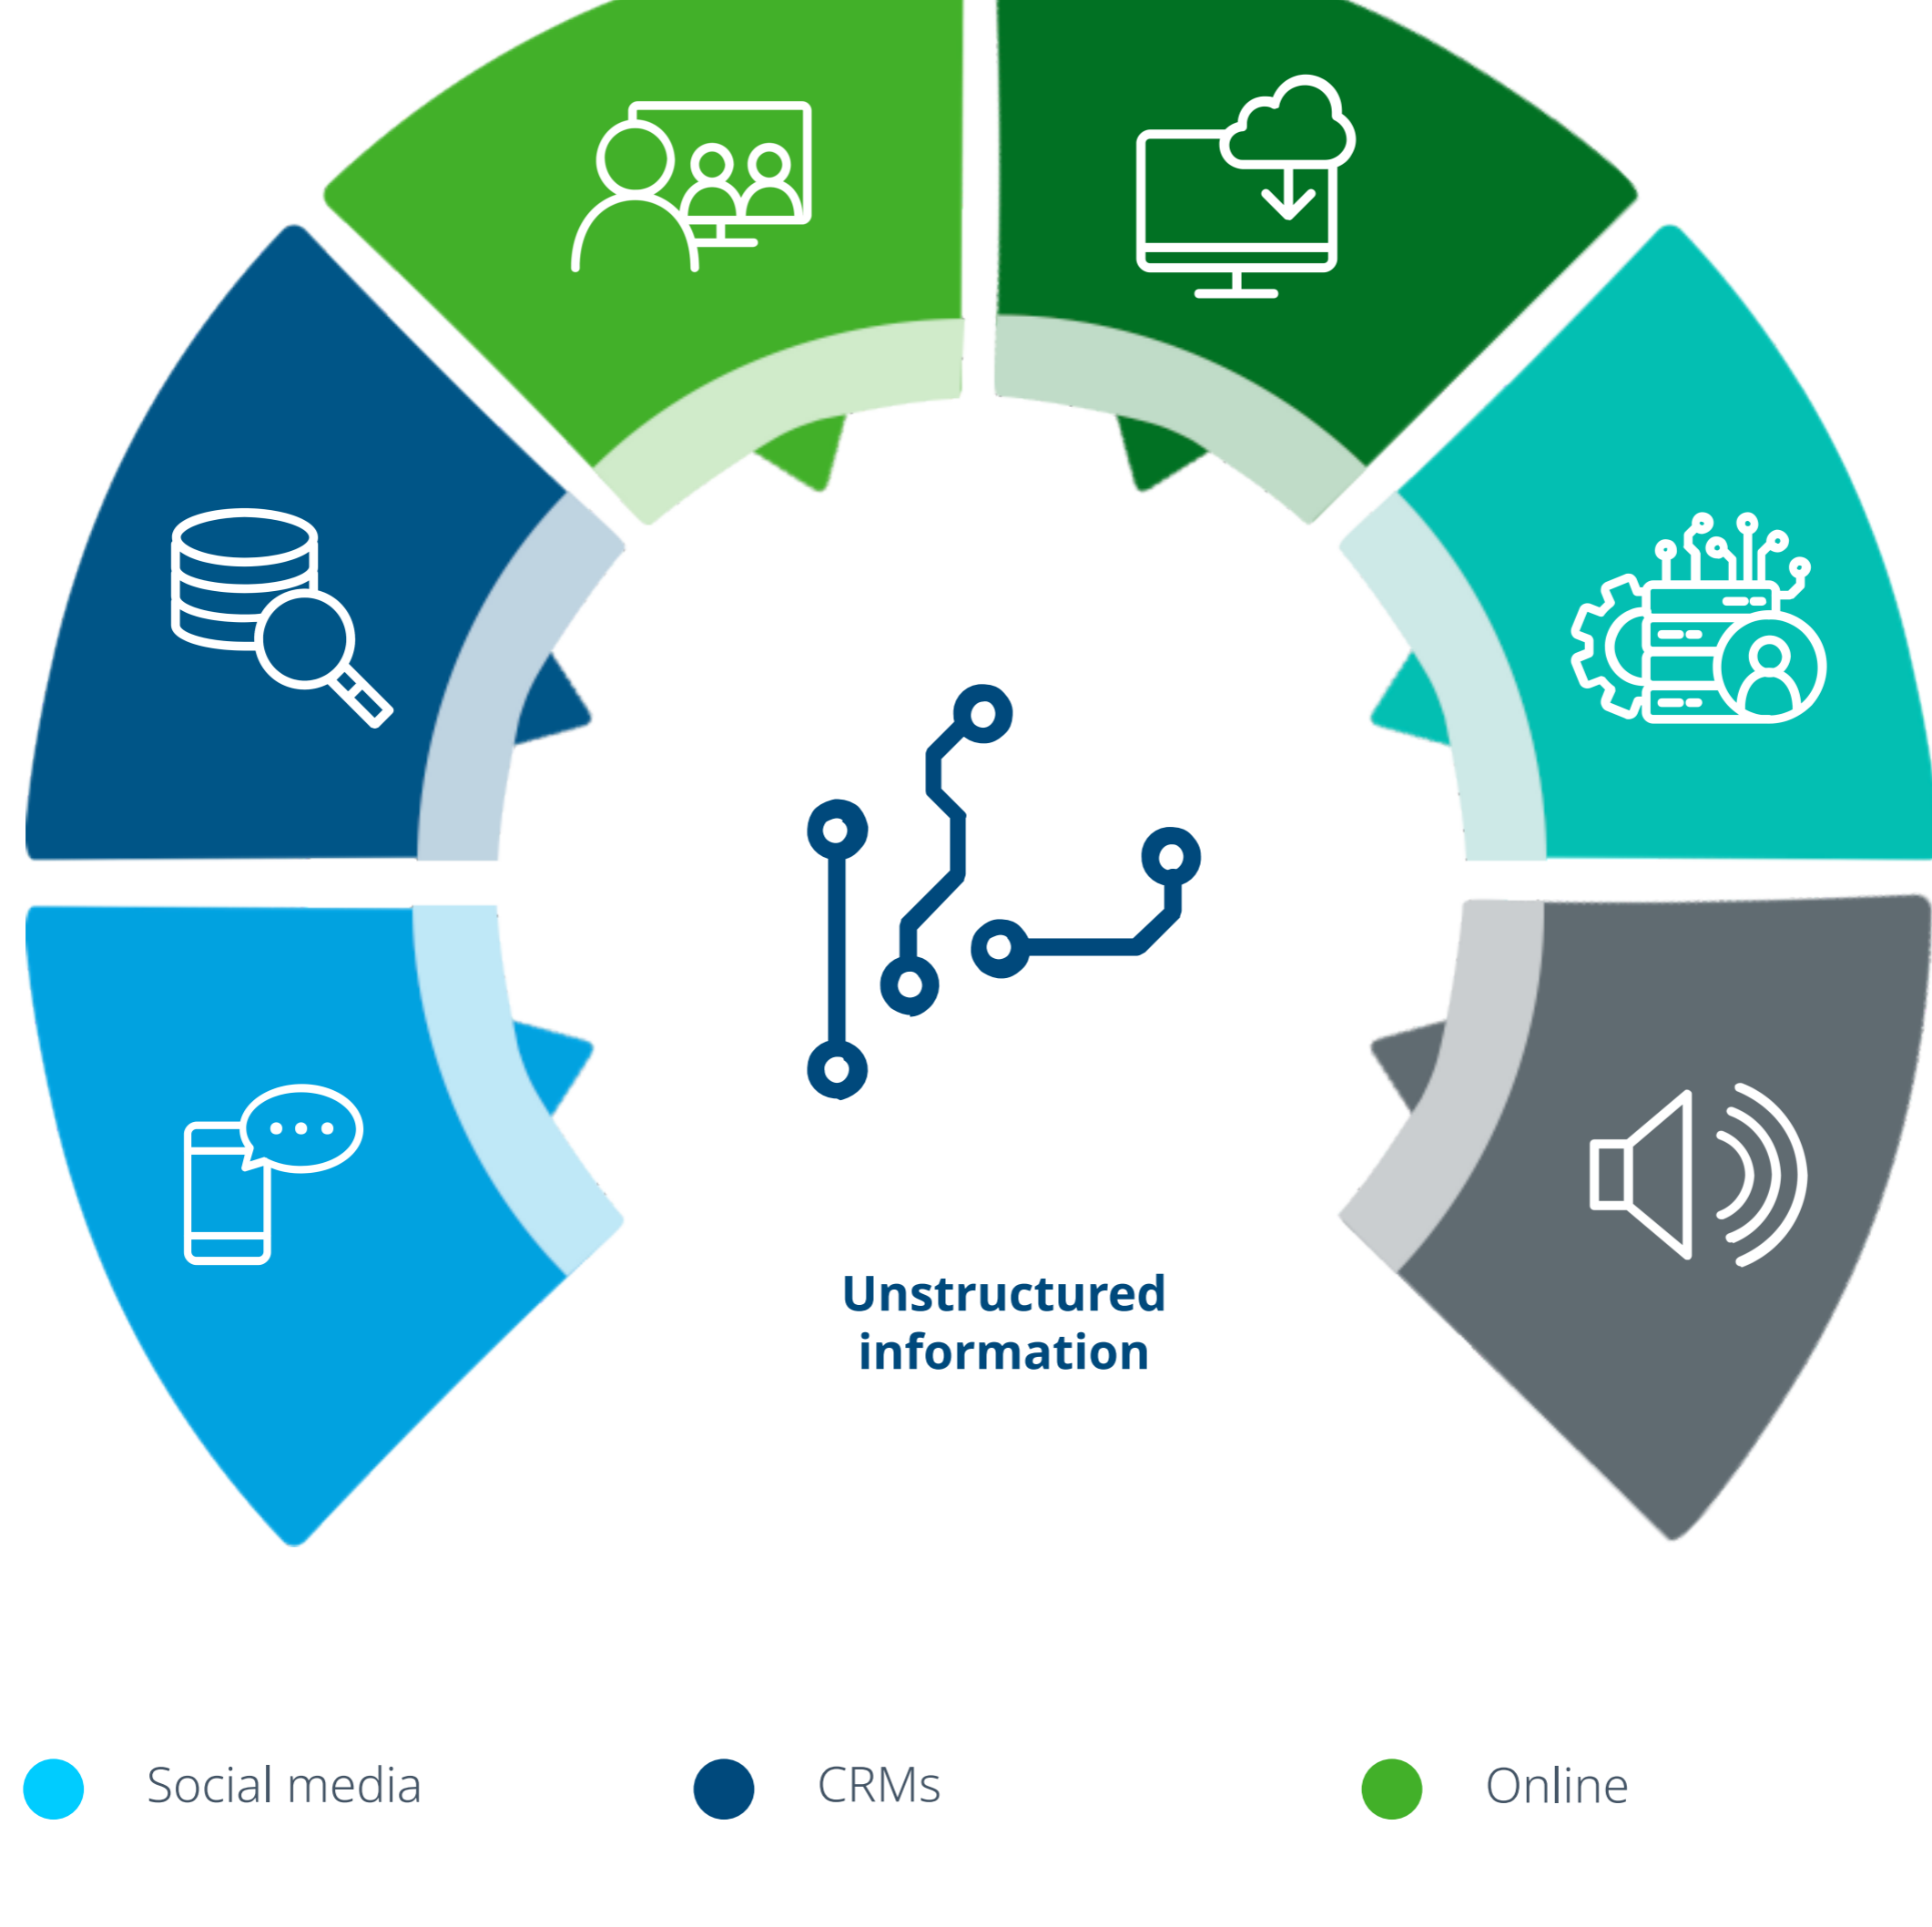 Unstructured
information
Social media
CRMs
Online